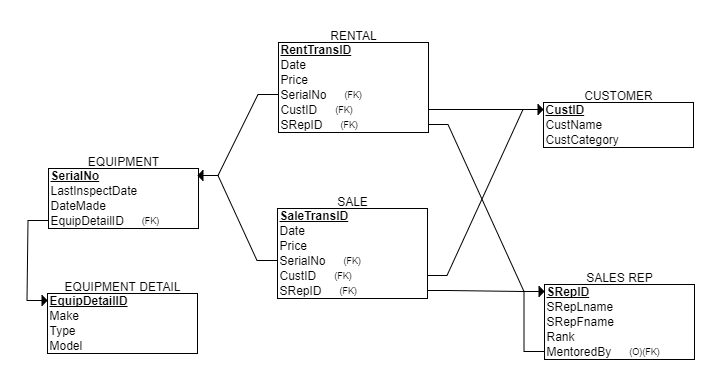 RENTAL
RentTransID
Date
Price
SerialNo (FK)
CustID (FK)
SRepID (FK)
CUSTOMER
CustID
CustName
CustCategory
EQUIPMENT
SerialNo
LastInspectDate
DateMade
EquipDetailID (FK)
SALE
SaleTransID
Date
Price
SerialNo (FK)
CustID (FK)
SRepID (FK)
EQUIPMENT DETAIL
EquipDetailID
Make
Type
Model
SALES REP
SRepID
SRepLname
SRepFname
Rank
MentoredBy (O)(FK)